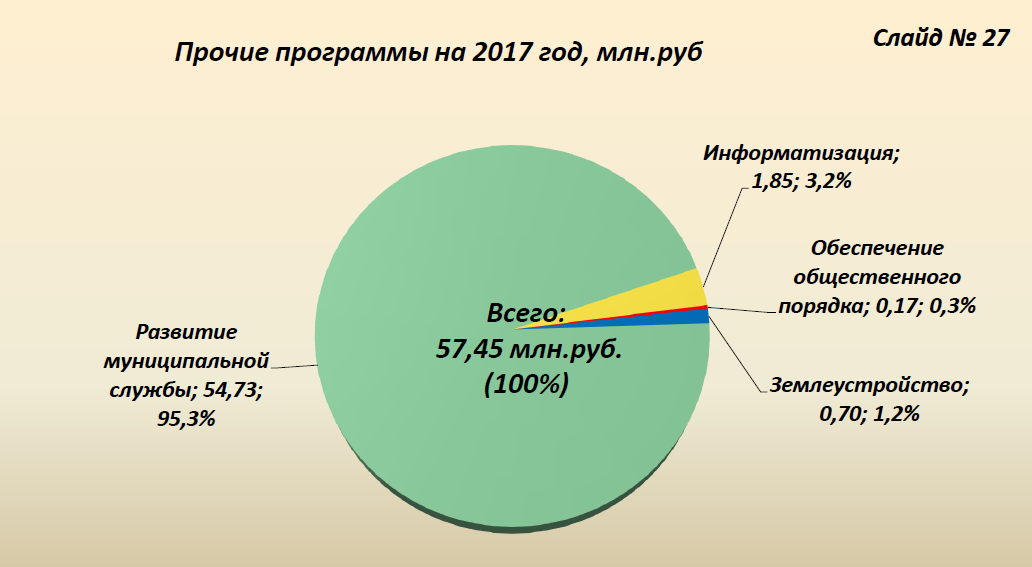 Слайд № 27
Прочие программы на 2017 год, млн.руб
Информатизация;
1,85; 3,2%
Обеспечение
общественного
порядка; 0,17; 0,3%
Землеустройство;
0,70; 1,2%
Всего:
57,45 млн.руб.
(100%)
Развитие
муниципальной
службы; 54,73;
95,3%